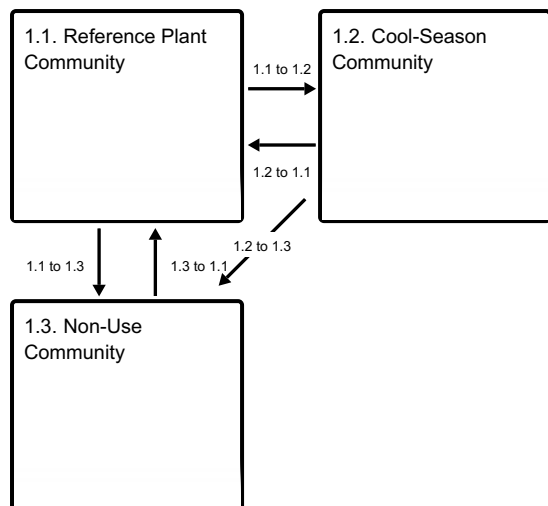 1.1. Reference Plant
Community
1.2. Cool-Season
Community
1.1 to 1.2
1.2 to 1.1
1.2 to 1.3
1.1 to 1.3
1.3 to 1.1
1.3. Non-Use
Community